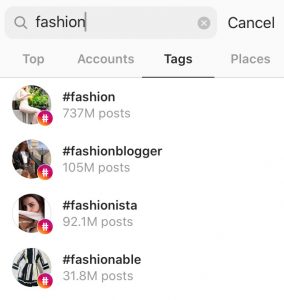 fashion Cancel
Top Accounts Tags Places
#fashion
737M posts
#fashionblogger
105M posts
#fashionista
92.1M posts
#fashionable
31.8M posts